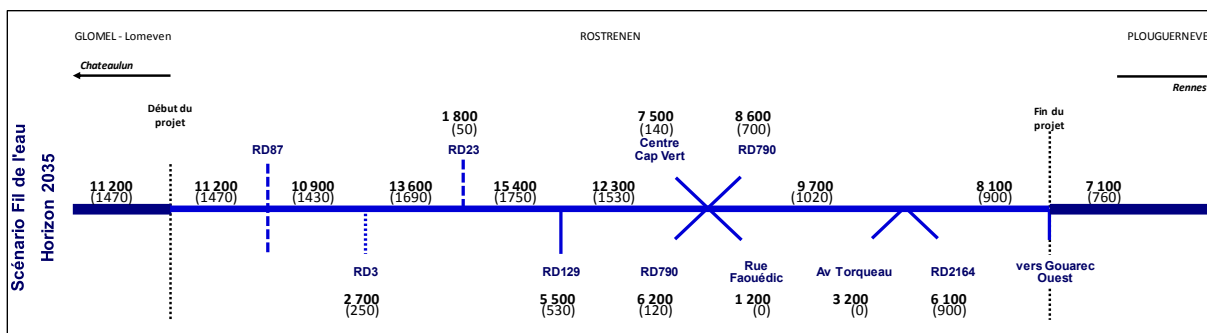 GLOMEL - Lomeven
ROSTRENEN
PLOUGUERNEVE
Chateaulun
Rennes
Scénario Fil de l'eau
Horizon 2035
Début du
projet
1 800
(50)
RD23
7 500
(140)
Centre
Cap Vert
8 600
(700)
RD790
Fin du
projet
RD87
11 200
(1470)
11 200
(1470)
10 900
(1430)
13 600
(1690)
15 400
(1750)
12 300
(1530)
9 700
(1020)
8 100
(900)
7 100
(760)
RD3
2 700
(250)
RD129
5 500
(530)
RD790
6 200
(120)
Rue
Faouédic
1 200
(0)
Av Torqueau
3 200
(0)
RD2164
6 100
(900)
vers Gouarec
Ouest